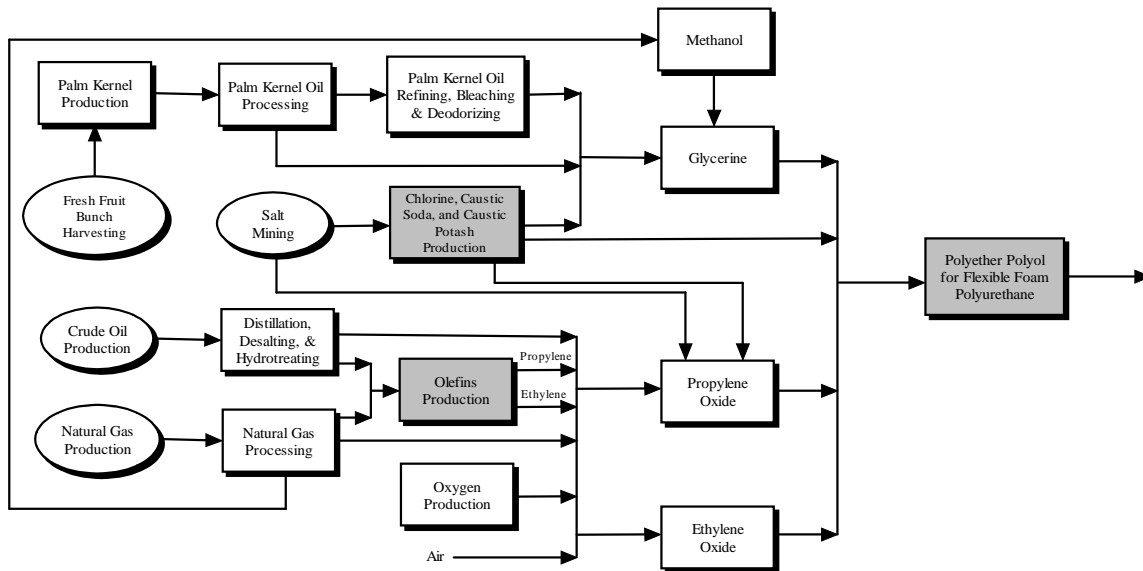 Methanol
Palm Kernel
Production
Palm Kernel Oil
Processing
Palm Kernel Oil
Refining, Bleaching
& Deodorizing
Glycerine
Fresh Fruit
Bunch
Harvesting
Salt
Mining
Chlorine, Caustic
Soda, and Caustic
Potash
Production
Polyether Polyol
for Flexible Foam
Polyurethane
Crude Oil
Production
Distillation,
Desalting, &
Hydrotreating
Olefins
Production
Propylene
Ethylene
Propylene
Oxide
Natural Gas
Production
Natural Gas
Processing
Oxygen
Production
Ethylene
Oxide
Air